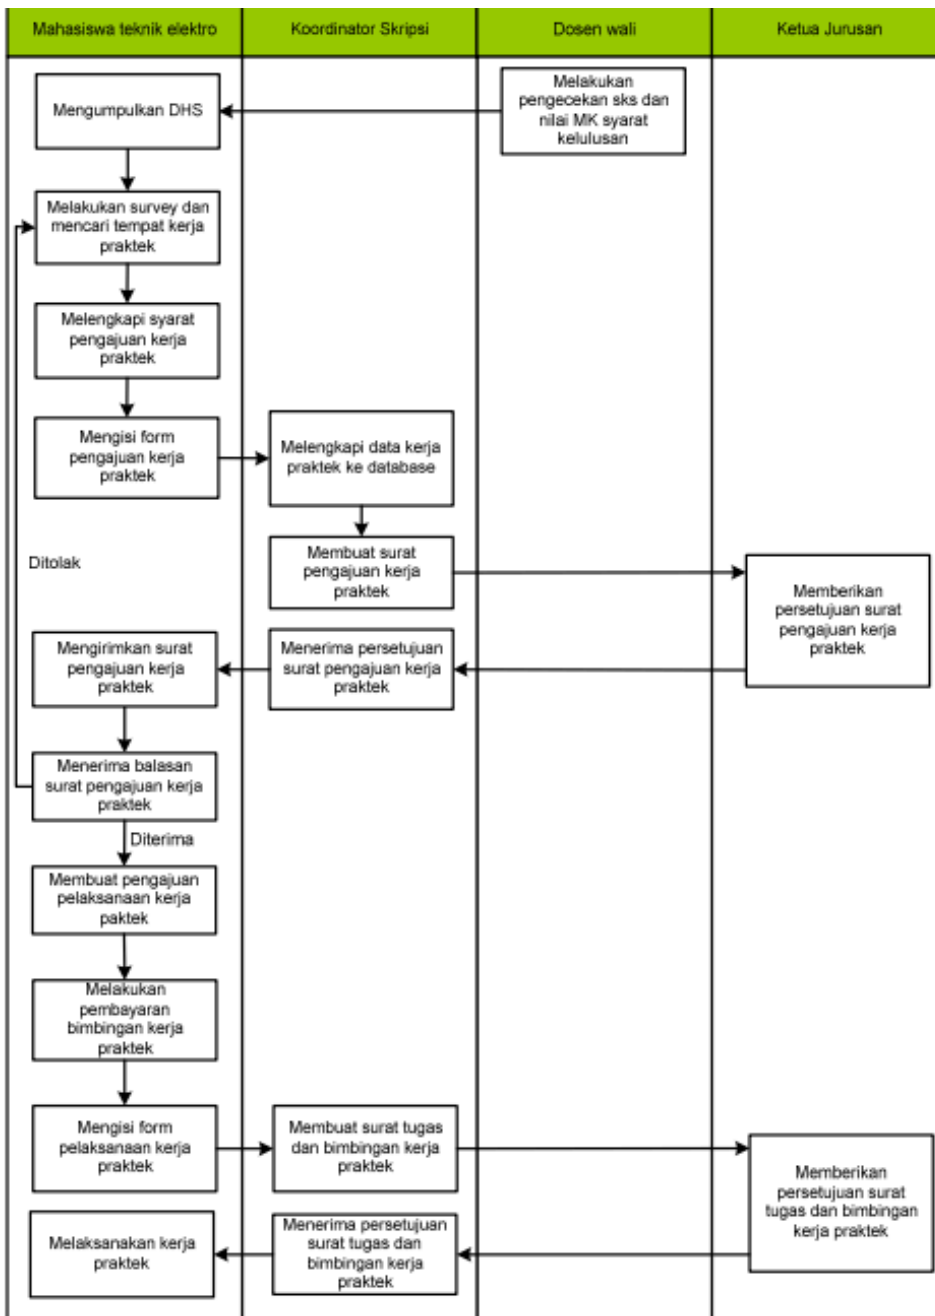 Mahasiswa teknik elektro
Koordinator Skripsi
Dosen wali
Ketua Jurusan
Mengumpulkan DHS
Melakukan
pengecekan sks dan
nilai MK syarat
kelulusan
Melakukan survey dan
mencari tempat kerja
praktek
Melengkapi syarat
pengajuan kerja
praktek
Mengisi form
pengajuan kerja
praktek
Melengkapi data kerja
praktek ke database
Ditolak
Membuat surat
pengajuan kerja
praktek
Memberikan
persetujuan surat
pengajuan kerja
praktek
Mengirimkan surat
pengajuan kerja
praktek
Menerima persetujuan
surat pengajuan kerja
praktek
Menerima balasan
surat pengajuan kerja
praktek
Diterima
Membuat pengajuan
pelaksanaan kerja
paktek
Melakukan
pembayaran
bimbingan kerja
praktek
Mengisi form
pelaksanaan kerja
praktek
Membuat surat tugas
dan bimbingan kerja
praktek
Memberikan
persetujuan surat
tugas dan bimbingan
kerja praktek
Melaksanakan kerja
praktek
Menerima persetujuan
surat tugas dan
bimbingan kerja
praktek